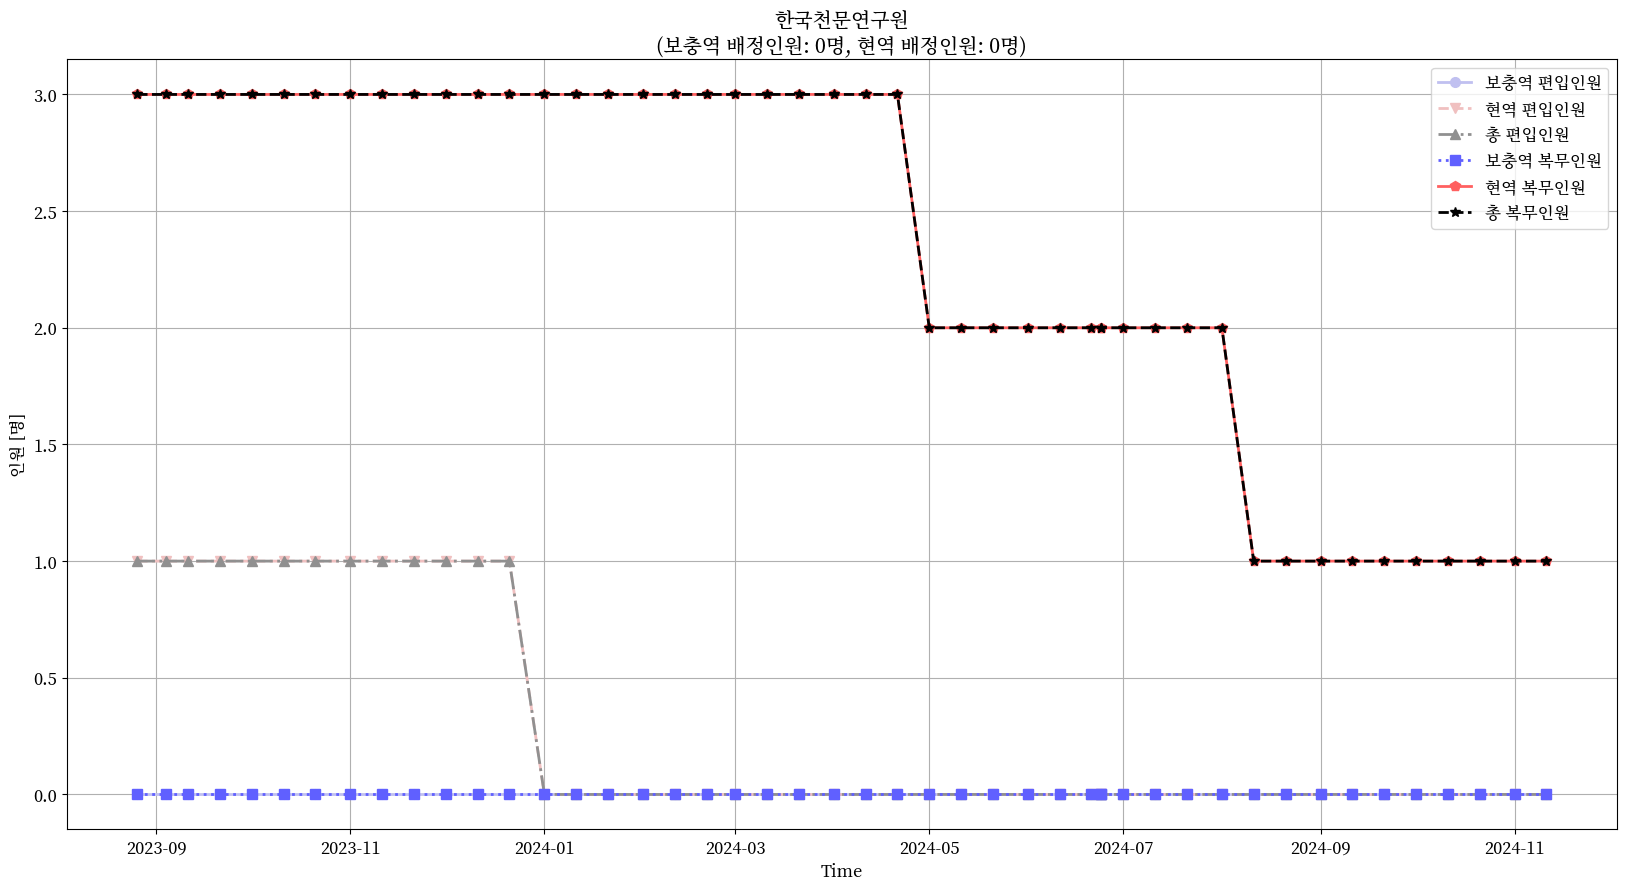 한국천문연구원
(보충역 배정인원: 0명, 현역 배정인원: 0명)
보충역 편입인원
현역 편입인원
총 편입인원
보충역 복무인원
현역 복무인원
총 복무인원
인원 [명]
3.0
2.5
2.0
1.5
1.0
0.5
0.0
2023-09
2023-11
2024-01
2024-03
2024-05
2024-07
2024-09
2024-11
Time